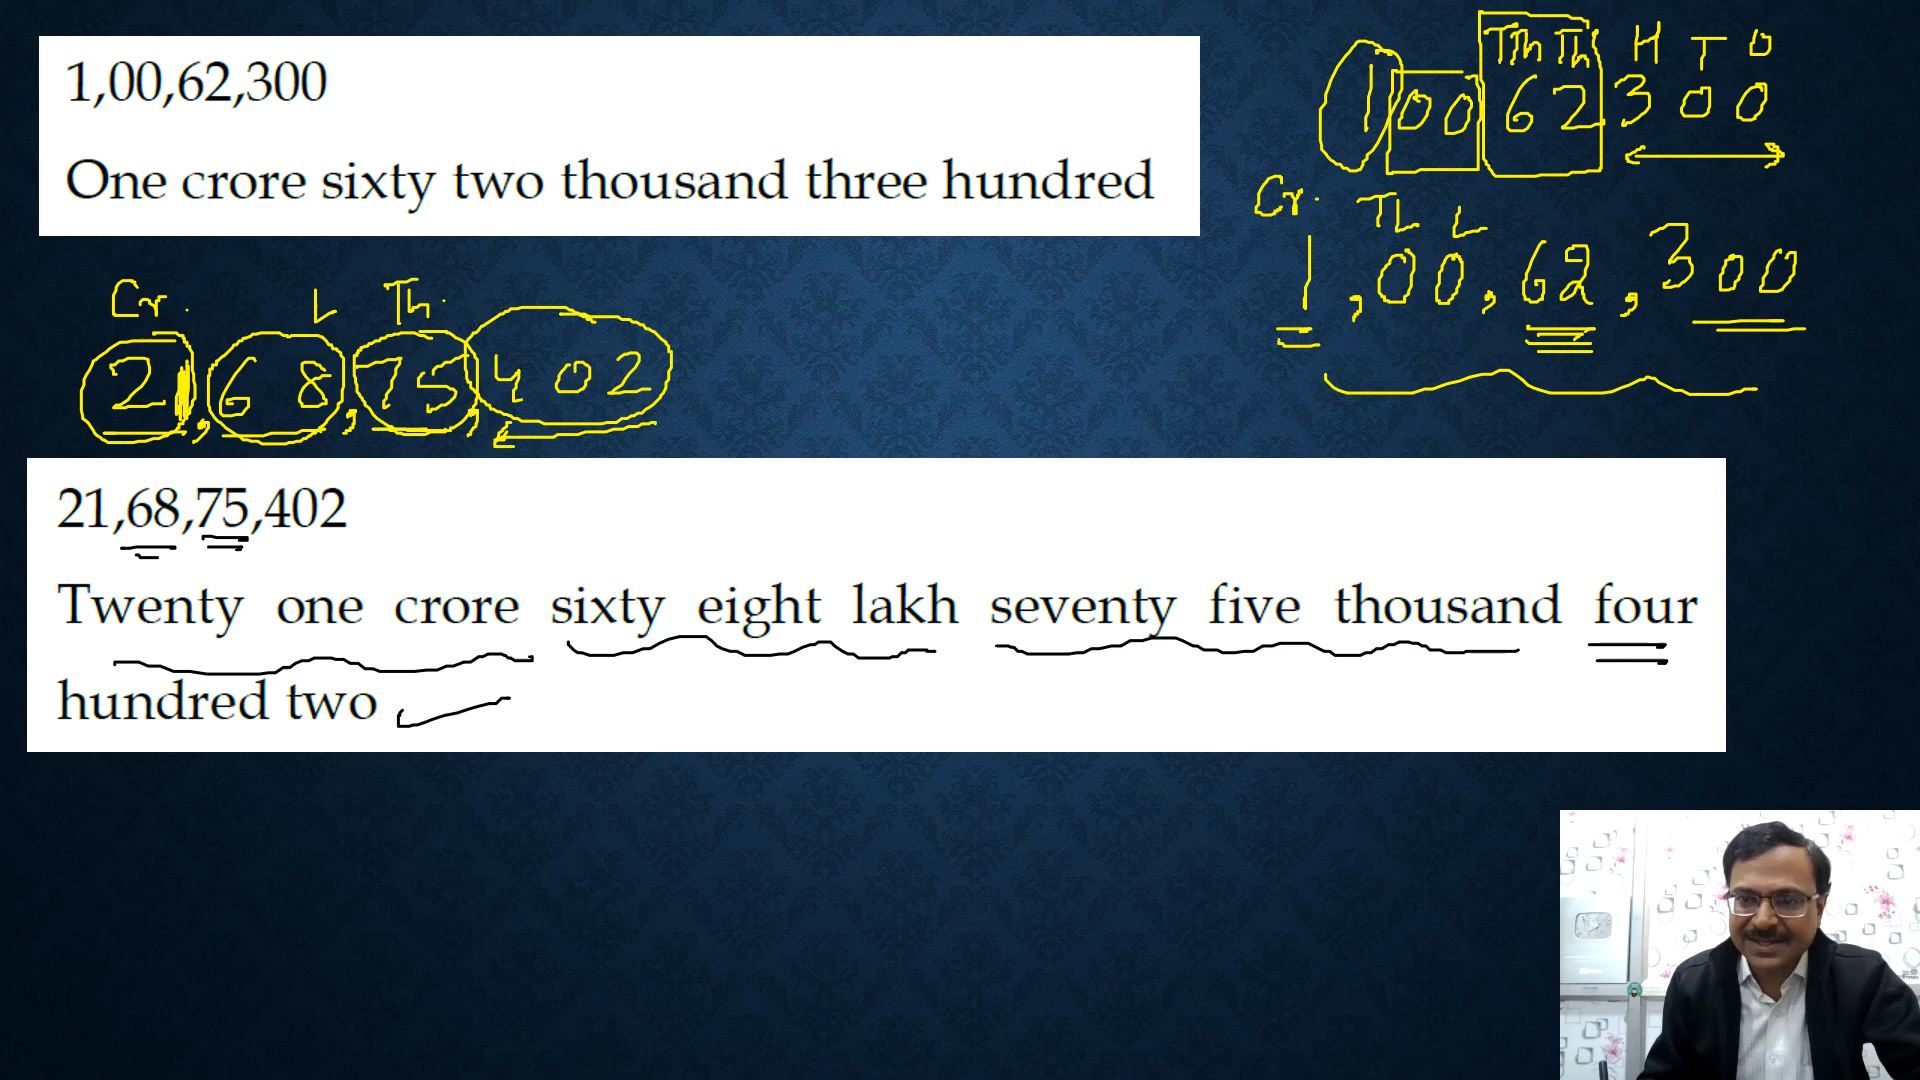 1,00,62,300
One crore sixty two thousand three hundred
TTh Th H T O
1 00 62 3 0 0
Cr. TL L
1,00,62,300
Cr. L Th.
21,68,75,402
21,68,75,402
Twenty one crore sixty eight lakh seventy five thousand four
hundred two